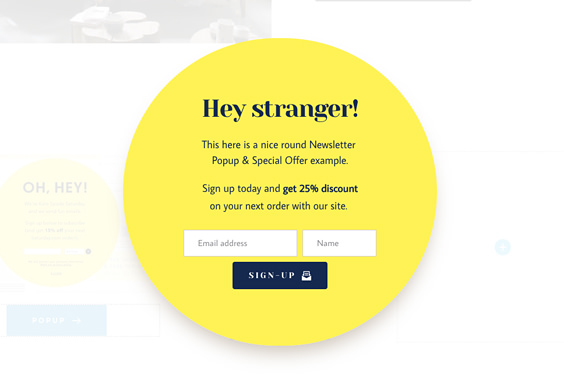 Hey stranger!
This here is a nice round Newsletter
Popup & Special Offer example.
Sign up today and get 25% discount
on your next order with our site.
Email address
Name
SIGN-UP
OH, HEY!
POPUP